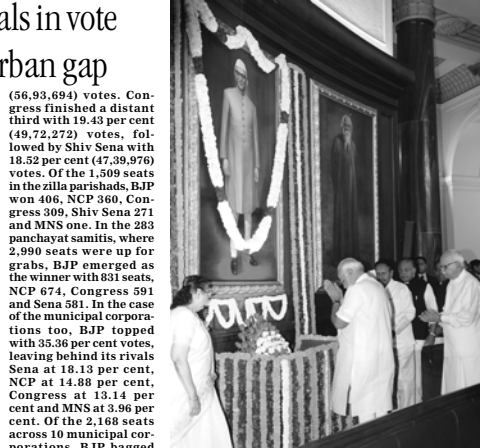 als in vote
rban gap
(56,93,694) votes. Con-
gress finished a distant
third with 19.43 per cent
(49,72,272) votes, fol-
lowed by Shiv Sena with
18.52 per cent (47,39,976)
votes. Of the 1,509 seats
in the zilla parishads, BJP
won 406, NCP 360, Con-
gress 309, Shiv Sena 271
and MNS one. In the 283
panchayat samitis, where
2,990 seats were up for
grabs, BJP emerged as
the winner with 831 seats,
NCP 674, Congress 591
and Sena 581. In the case
of the municipal corpora-
tions too, BJP topped
with 35.36 per cent votes,
leaving behind its rivals
Sena at 18.13 per cent,
NCP at 14.88 per cent,
Congress at 13.14 per
cent and MNS at 3.96 per
cent. Of the 2,168 seats
across 10 municipal cor-
porations, BJP bagged